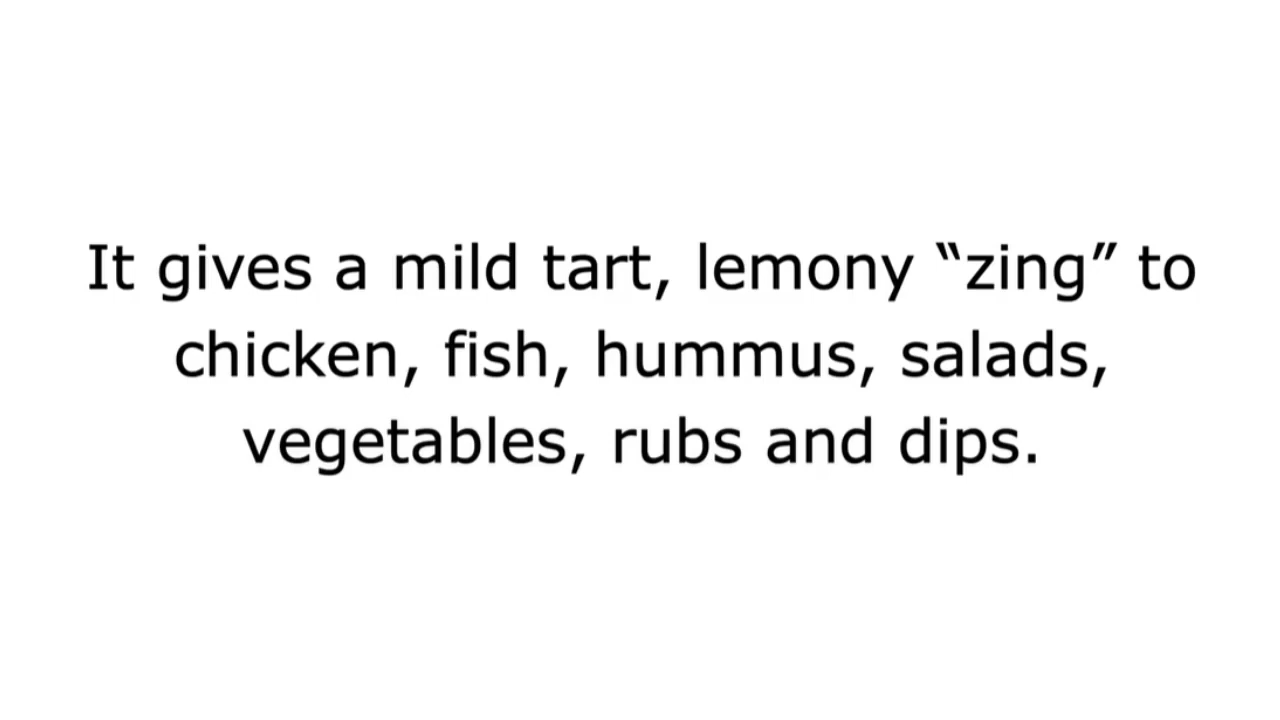 It gives a mild tart, lemony “zing” to
chicken, fish, hummus, salads,
vegetables, rubs and dips.